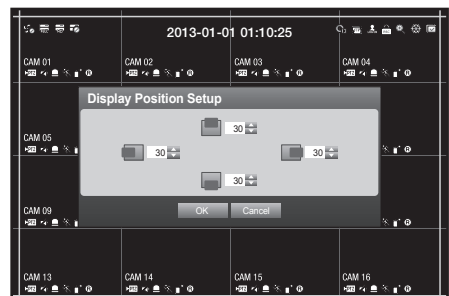 2013-01-01 01:10:25
CAM 01 CAM 02 CAM 03 CAM 04
Display Position Setup
30
CAM 05
30 30
30
CAM 09
OK Cancel
CAM 13 CAM 14 CAM 15 CAM 16